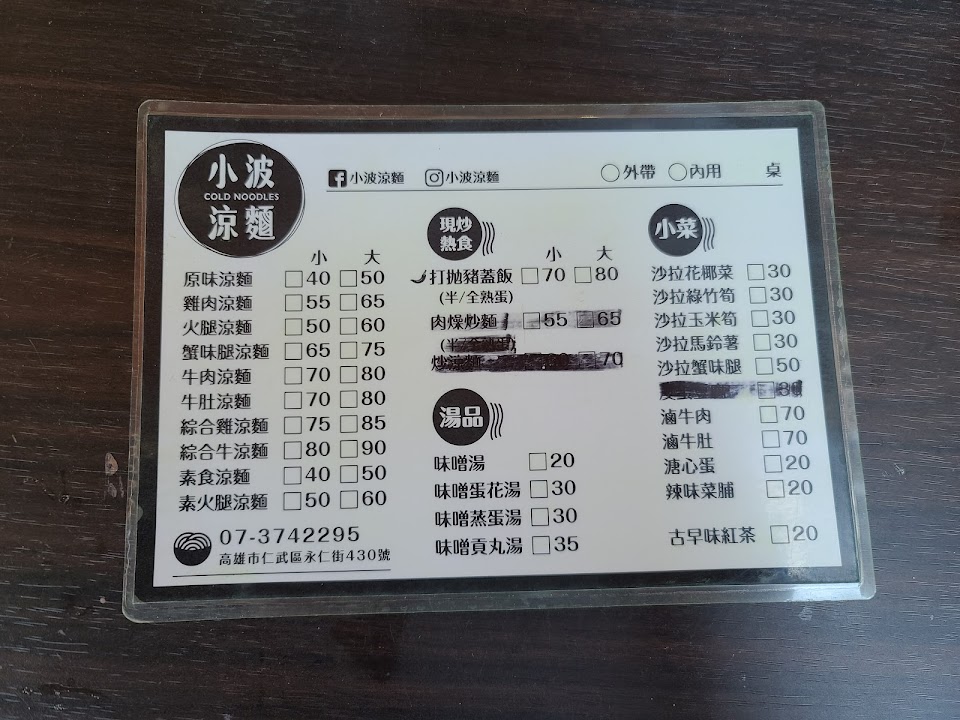 小波
COLD NOODLES
涼麵
小波涼麵 小波涼麵 外帶 內用 桌
小 大
原味涼麵 40 50
雞肉涼麵 55 65
火腿涼麵 50 60
蟹味腿涼麵 65 75
牛肉涼麵 70 80
牛肚涼麵 70 80
綜合雞涼麵 75 85
綜合牛涼麵 80 90
素食涼麵 40 50
素火腿涼麵 50 60
07-3742295
高雄市仁武區永仁街430號
現炒
熱食
小 大
打拋豬蓋飯 70 80
(半/全熟蛋)
肉燥炒麵 55 65
炒涼麵 70
湯品
味噌湯 20
味噌蛋花湯 30
味噌蒸蛋湯 30
味噌貢丸湯 35
小菜
沙拉花椰菜 30
沙拉綠竹筍 30
沙拉玉米筍 30
沙拉馬鈴薯 30
沙拉蟹味腿 50
30
滷牛肉 70
滷牛肚 70
溏心蛋 20
辣味菜脯 20
古早味紅茶 20